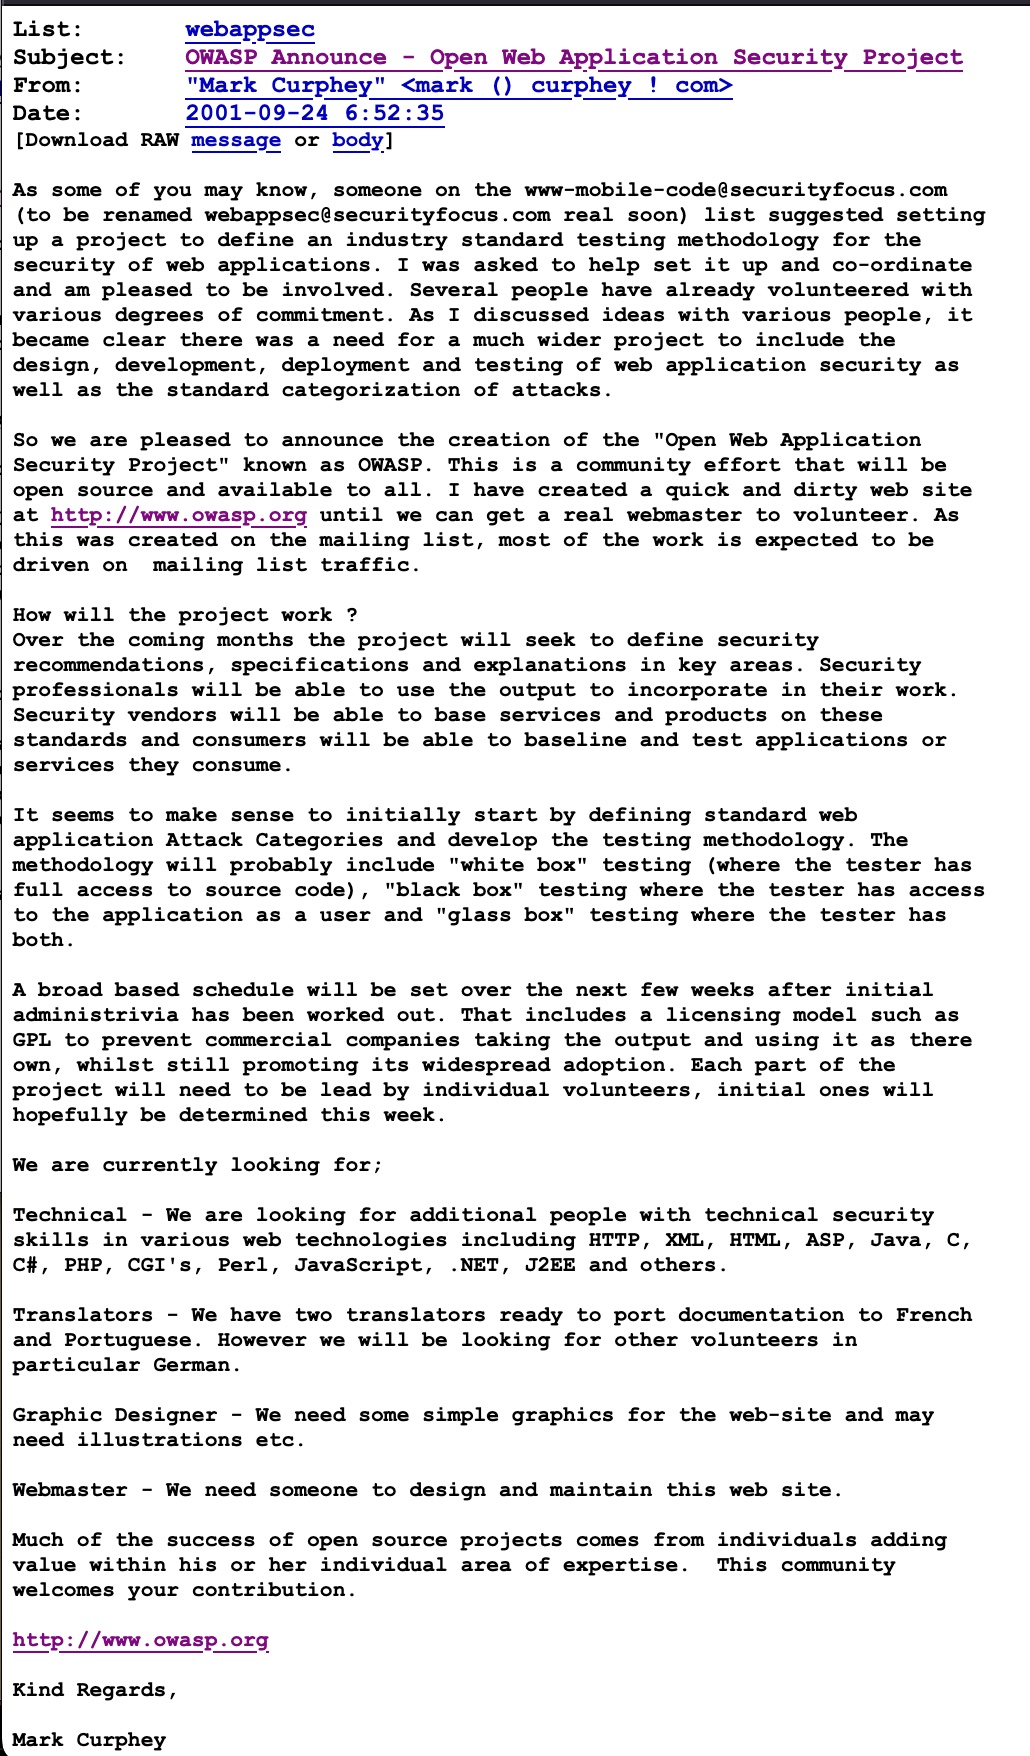 List: webappsec
Subject: OWASP Announce - Open Web Application Security Project
From: "Mark Curphey" <mark () curphey ! com>
Date: 2001-09-24 6:52:35
[Download RAW message or body]
As some of you may know, someone on the www-mobile-code@securityfocus.com
(to be renamed webappsec@securityfocus.com real soon) list suggested setting
up a project to define an industry standard testing methodology for the
security of web applications. I was asked to help set it up and co-ordinate
and am pleased to be involved. Several people have already volunteered with
various degrees of commitment. As I discussed ideas with various people, it
became clear there was a need for a much wider project to include the
design, development, deployment and testing of web application security as
well as the standard categorization of attacks.
So we are pleased to announce the creation of the "Open Web Application
Security Project" known as OWASP. This is a community effort that will be
open source and available to all. I have created a quick and dirty web site
at http://www.owasp.org until we can get a real webmaster to volunteer. As
this was created on the mailing list, most of the work is expected to be
driven on  mailing list traffic.
How will the project work ?
Over the coming months the project will seek to define security
recommendations, specifications and explanations in key areas. Security
professionals will be able to use the output to incorporate in their work.
Security vendors will be able to base services and products on these
standards and consumers will be able to baseline and test applications or
services they consume.
It seems to make sense to initially start by defining standard web
application Attack Categories and develop the testing methodology. The
methodology will probably include "white box" testing (where the tester has
full access to source code), "black box" testing where the tester has access
to the application as a user and "glass box" testing where the tester has
both.
A broad based schedule will be set over the next few weeks after initial
administrivia has been worked out. That includes a licensing model such as
GPL to prevent commercial companies taking the output and using it as there
own, whilst still promoting its widespread adoption. Each part of the
project will need to be lead by individual volunteers, initial ones will
hopefully be determined this week.
We are currently looking for;
Technical - We are looking for additional people with technical security
skills in various web technologies including HTTP, XML, HTML, ASP, Java, C,
C#, PHP, CGI's, Perl, JavaScript, .NET, J2EE and others.
Translators - We have two translators ready to port documentation to French
and Portuguese. However we will be looking for other volunteers in
particular German.
Graphic Designer - We need some simple graphics for the web-site and may
need illustrations etc.
Webmaster - We need someone to design and maintain this web site.
Much of the success of open source projects comes from individuals adding
value within his or her individual area of expertise.  This community
welcomes your contribution.
http://www.owasp.org
Kind Regards,
Mark Curphey